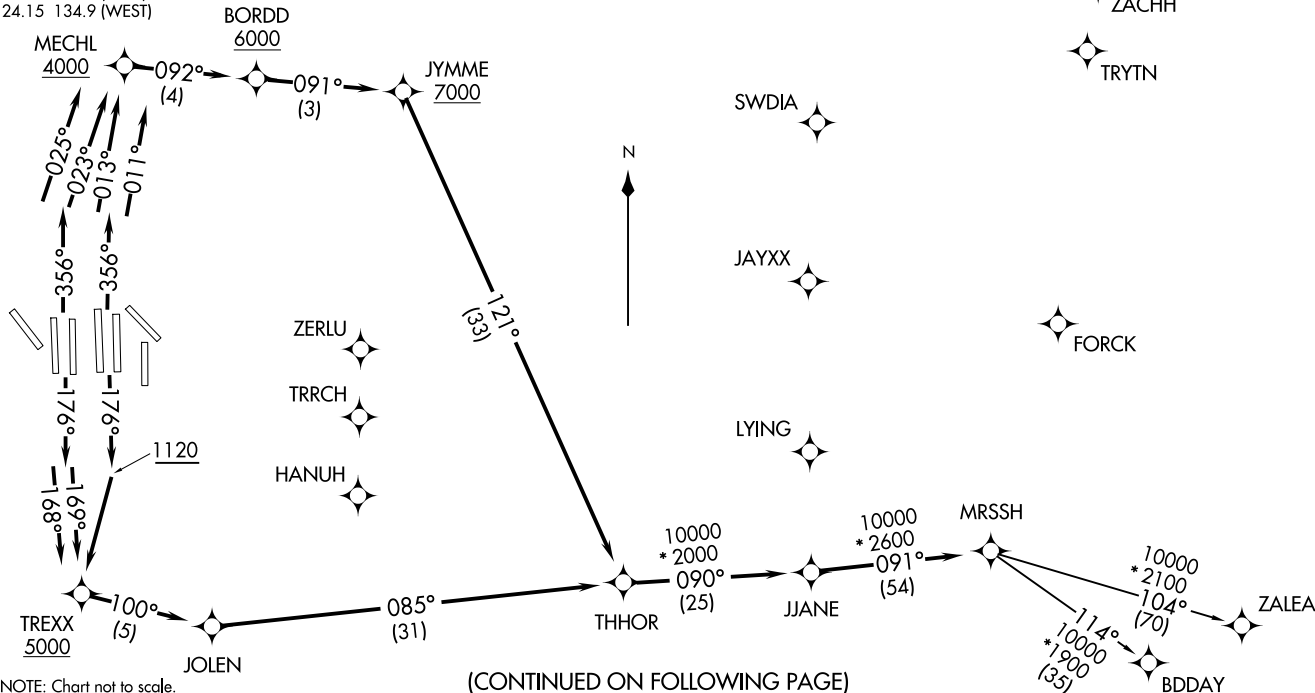 24.15 134.9 (WEST)
ZACHH
BORDD
6000
MECHL
4000
092°
(4)
091°
(3)
JYMME
7000
TRYTN
SWDIA
N
025°
023°
013°
011°
356°
356°
JAYXX
121°
(33)
ZERLU
FORCK
TRRCH
176°
176°
LYING
1120
HANUH
168°
169°
MRSSH
10000
*2000
090°
(25)
10000
*2600
091°
(54)
10000
*2100
104°
(70)
ZALEA
TREXX
5000
100°
(5)
085°
(31)
THHOR
JJANE
114°
10000
*1900
(35)
JOLEN
BDDAY
NOTE: Chart not to scale.
(CONTINUED ON FOLLOWING PAGE)